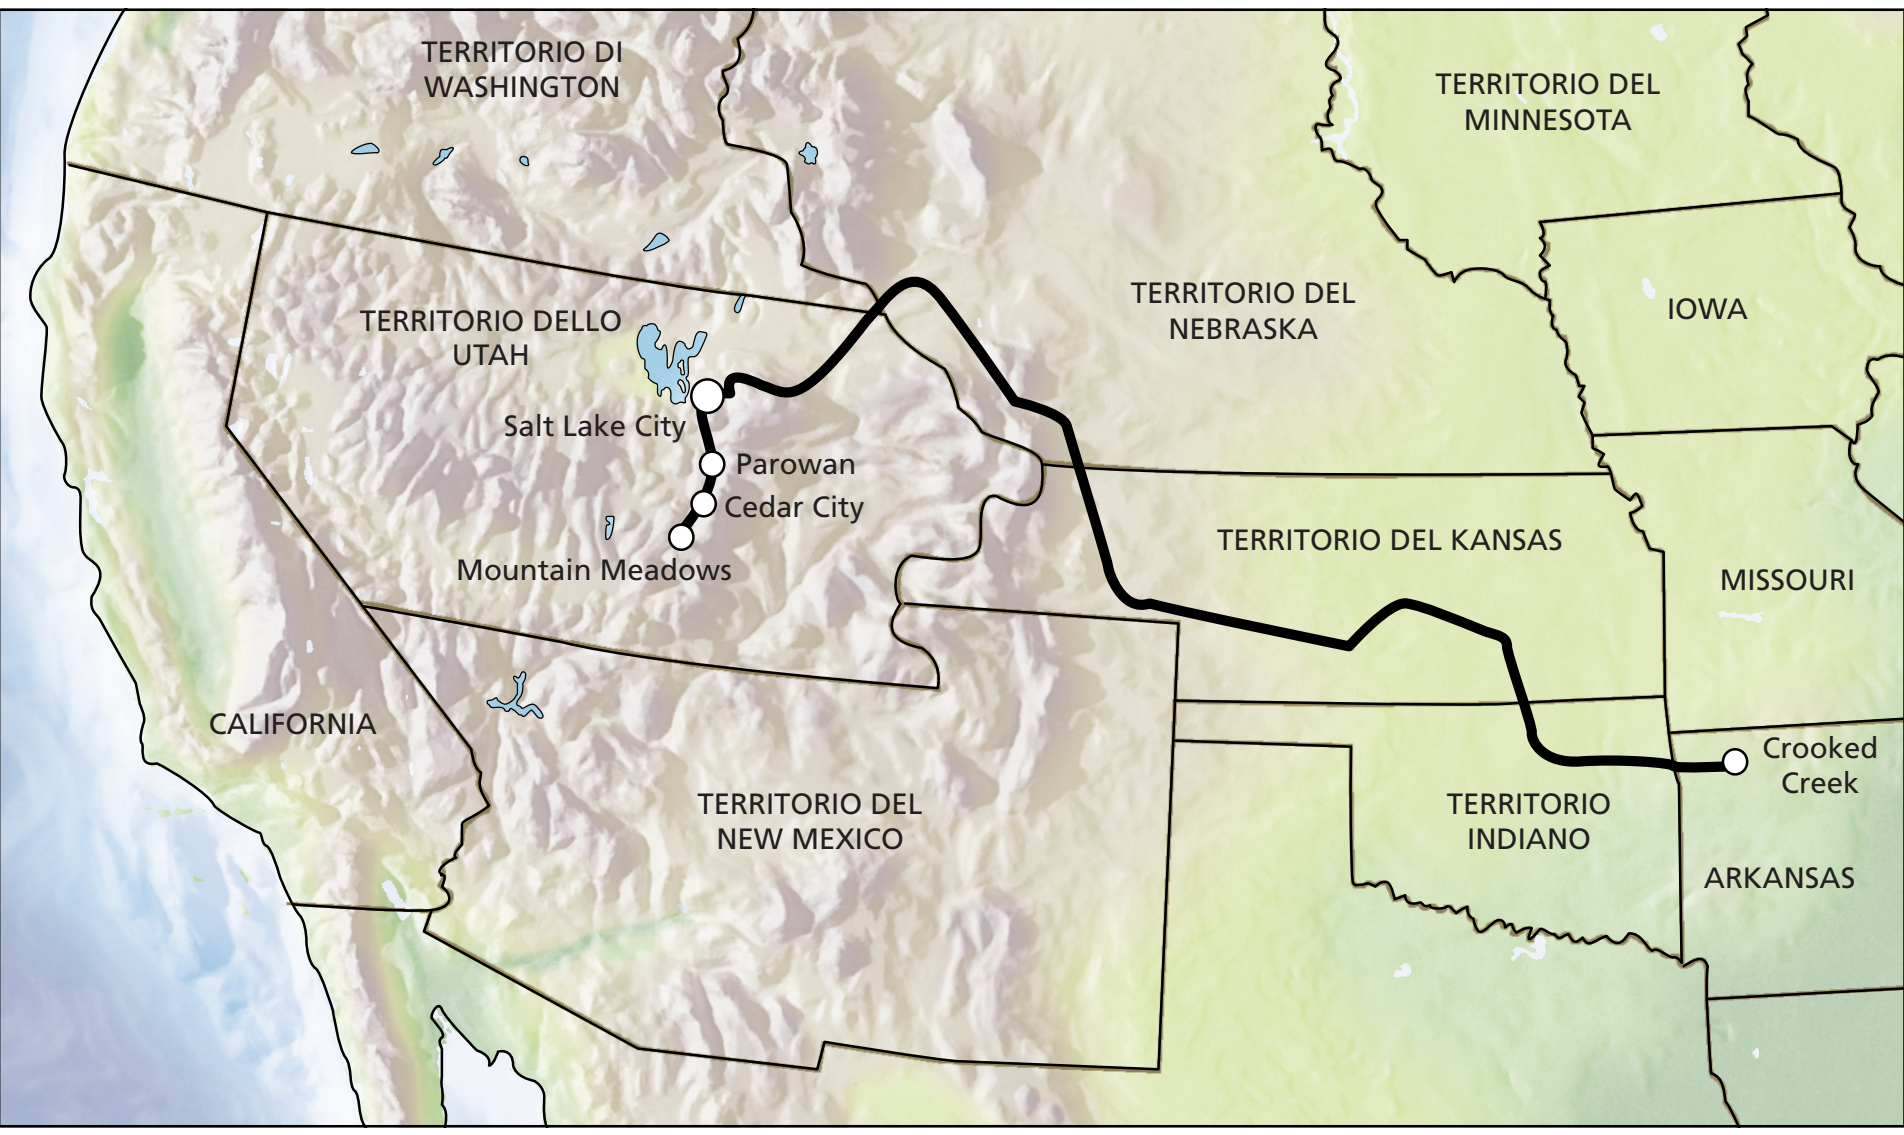 TERRITORIO DI
WASHINGTON
TERRITORIO DEL
MINNESOTA
TERRITORIO DEL
NEBRASKA
IOWA
TERRITORIO DELLO
UTAH
Salt Lake City
Parowan
Cedar City
Mountain Meadows
TERRITORIO DEL KANSAS
MISSOURI
CALIFORNIA
Crooked
Creek
TERRITORIO DEL
NEW MEXICO
TERRITORIO
INDIANO
ARKANSAS